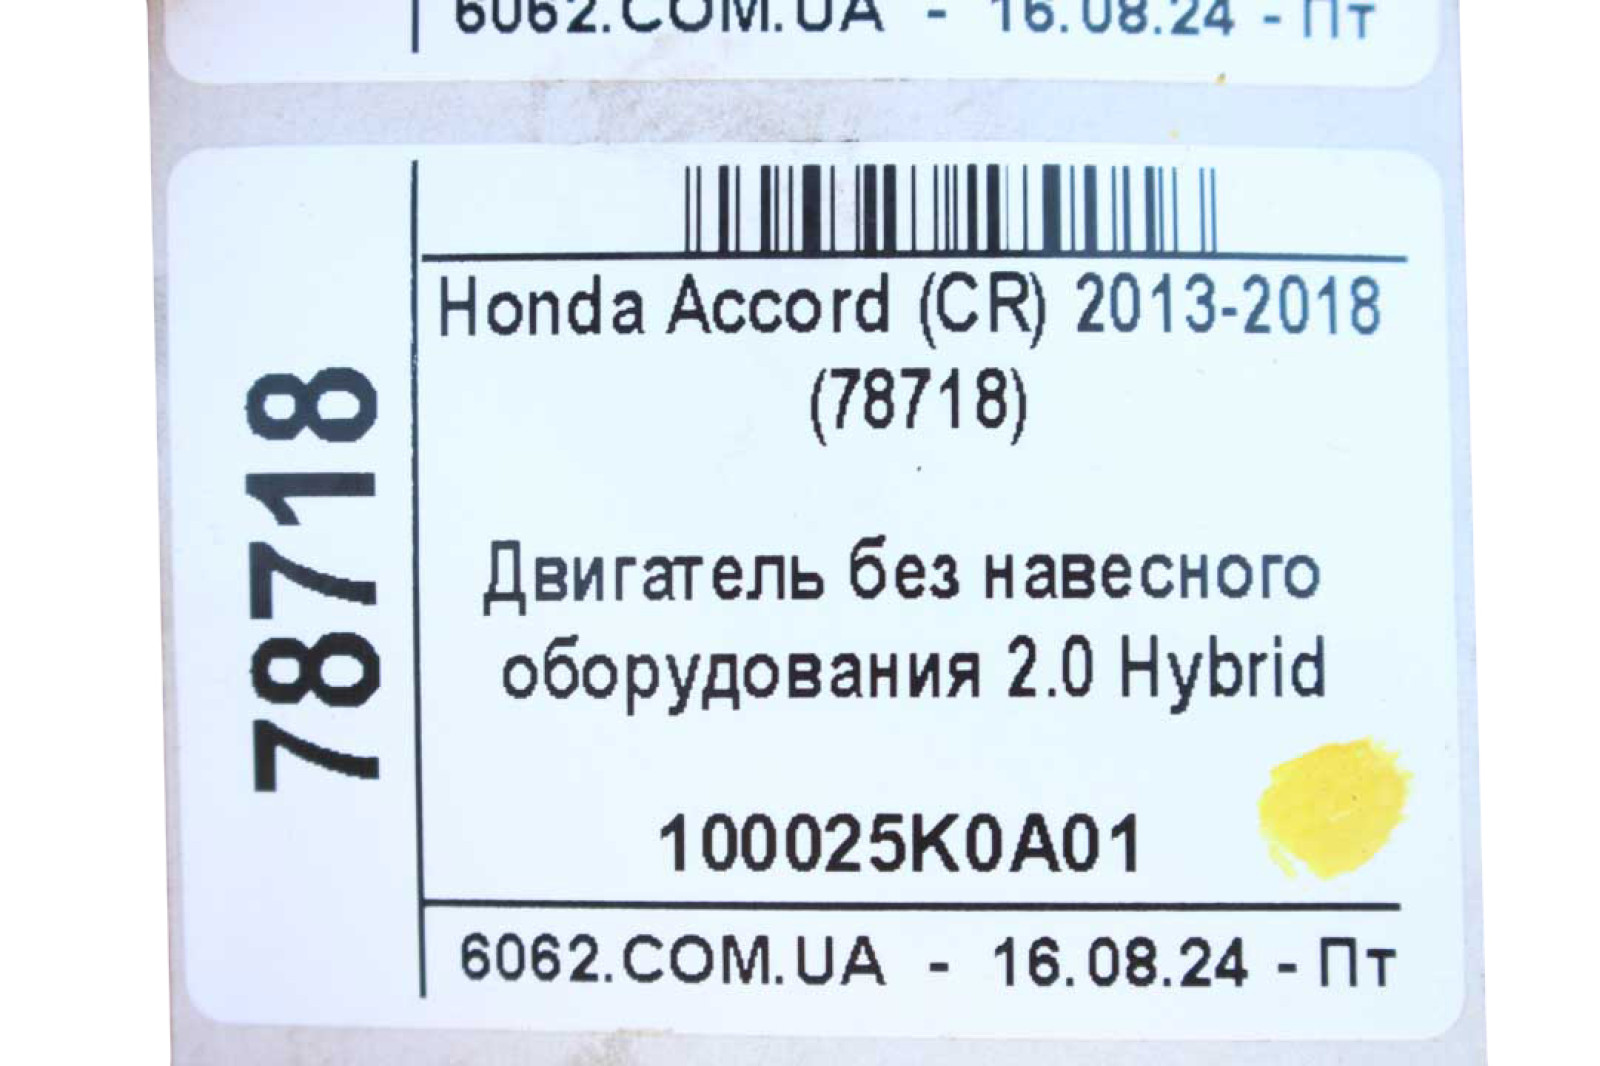 6062.COM.UA - 16.08.24 - Пт
78718
Honda Accord (CR) 2013-2018
(78718)
Двигатель без навесного
оборудования 2.0 Hybrid
100025K0A01
6062.COM.UA - 16.08.24 - Пт